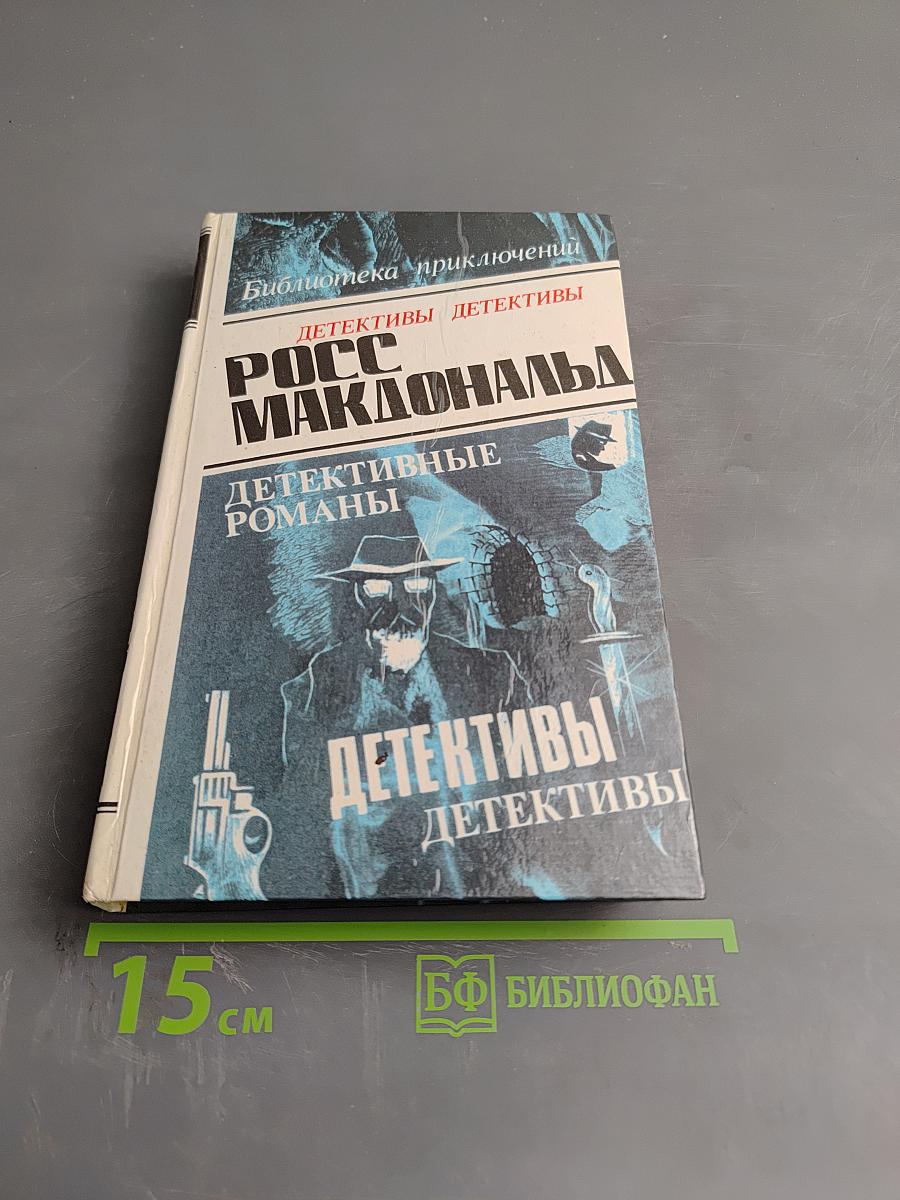 Библиотека приключений
ДЕТЕКТИВЫ ДЕТЕКТИВЫ
РОСС
МАКДОНАЛЬД
ДЕТЕКТИВНЫЕ
РОМАНЫ
ДЕТЕКТИВЫ
ДЕТЕКТИВЫ
15 см
БФ БИБЛИОФАН